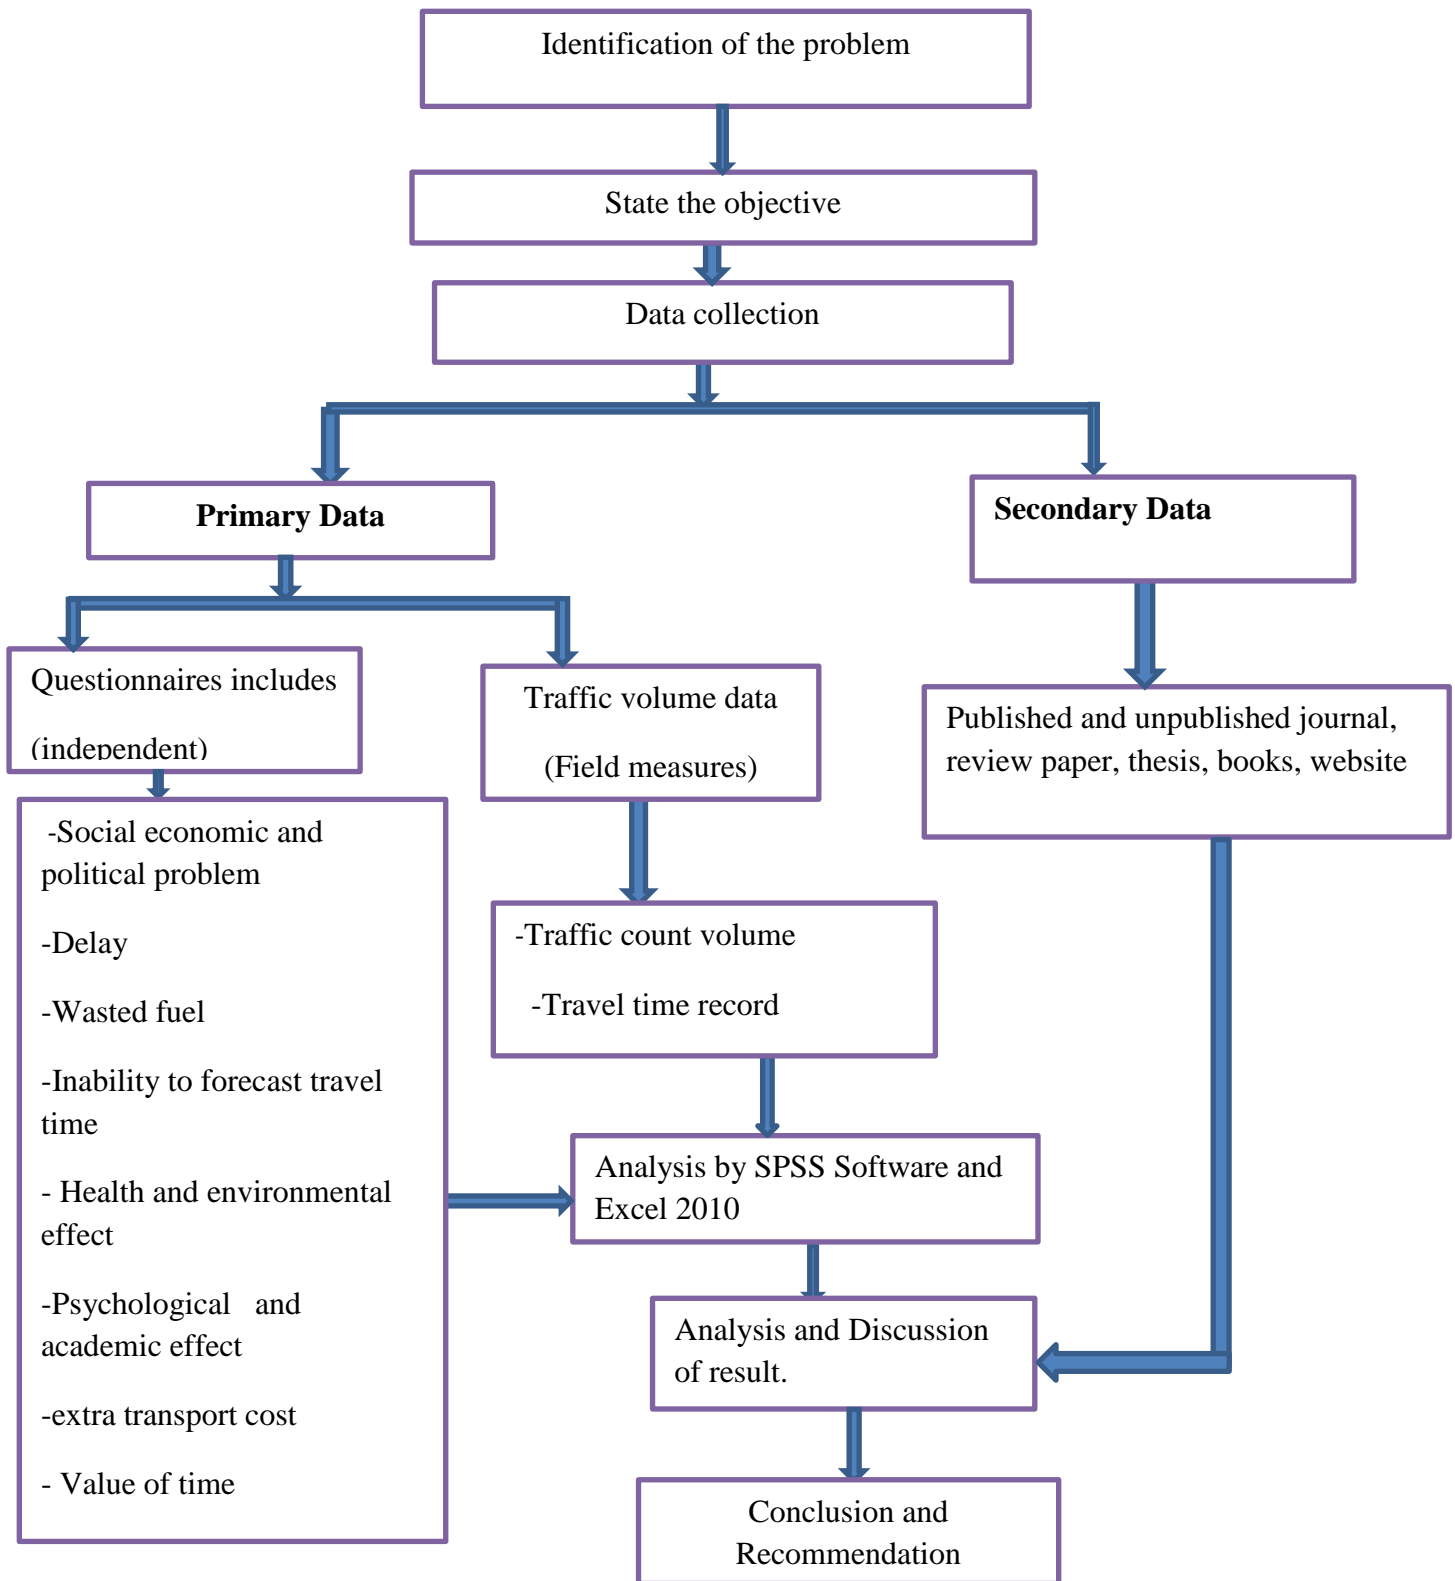 Identification of the problem
State the objective
Data collection
Primary Data
Secondary Data
Questionnaires includes
(independent)
Traffic volume data
(Field measures)
Published and unpublished journal,
review paper, thesis, books, website
-Social economic and
political problem
-Delay
-Wasted fuel
-Inability to forecast travel
time
- Health and environmental
effect
-Psychological and
academic effect
-extra transport cost
- Value of time
-Traffic count volume
-Travel time record
Analysis by SPSS Software and
Excel 2010
Analysis and Discussion
of result.
Conclusion and
Recommendation